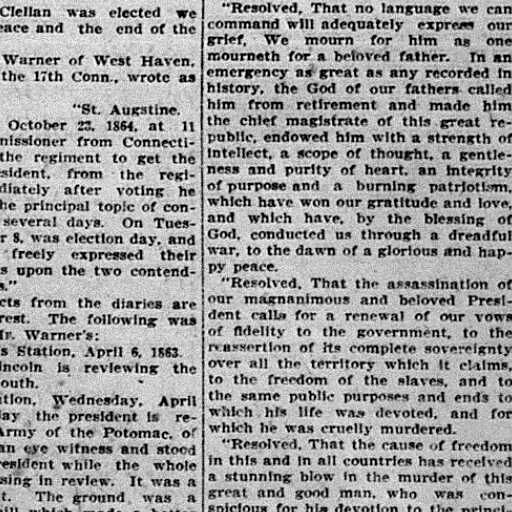 Clellan was elected we
eace and the end of the
Warner of West Haven,
the 17th Conn., wrote as
"St. Augstine.
October 23, 1864, at 11
missioner from Connecti-
the regiment to get the
sident, from the regi-
diately after voting he
he principal topic of con-
several days. On Tues-
r 8, was election day, and
freely expressed their
s upon the two contend-
s."
cts from the diaries are
rest. The following was
Mr. Warner's:
's Station, April 6, 1863.
incoln is reviewing the
outh.
ation, Wednesday, April
day the president is re-
Army of the Potomac, of
an eye witness and stood
resident while the whole
sing in review. It was a
t. The ground was a
"Resolved, That no language we can
command will adequately express our
grief, We mourn for him as one
mourneth for a beloved father. In an
emergency as great as any recorded in
history, the God of our fathers called
him from retirement and made him
the chief magistrate of this great re-
public, endowed him with a strength of
intellect, a scope of thought, a gentle-
ness and purity of heart, an integrity
of purpose and a burning patriotism,
which have won our gratitude and love,
and which have, by the blessing of
God, conducted us through a dreadful
war, to the dawn of a glorious and hap-
py peace.
"Resolved, That the assassination of
our magnanimous and beloved Presi-
dent calls for a renewal of our vows
of fidelity to the government, to the
reassertion of its complete sovereignty
over all the territory which it claims,
to the freedom of the slaves, and to
the same public purposes and ends to
which his life was devoted, and for
which he was cruelly murdered.
"Resolved, That the cause of freedom
in this and in all countries has received
a stunning blow in the murder of this
great and good man, who was con-
spicious for his devotion to the princi-